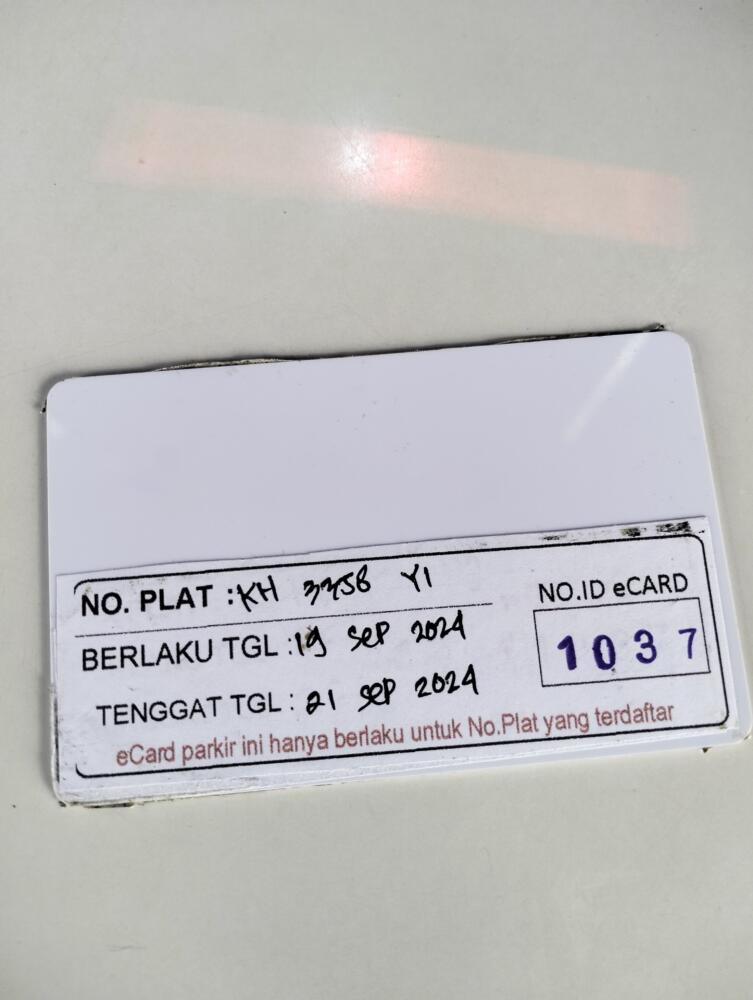 NO. PLAT : KH 3358 YI
BERLAKU TGL : 19 SEP 2024
TENGGAT TGL : 21 SEP 2024
NO.ID eCARD
1037
eCard parkir ini hanya berlaku untuk No.Plat yang terdaftar